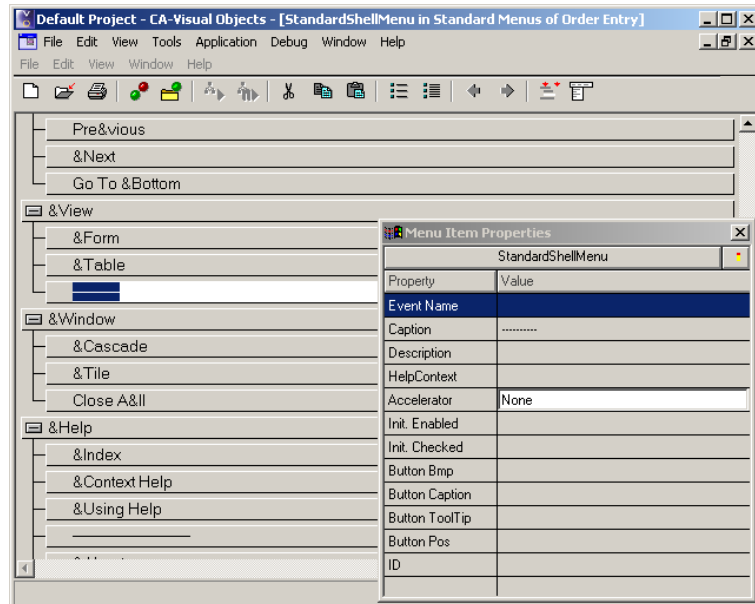 Default Project - CA-Visual Objects - [StandardShellMenu in Standard Menus of Order Entry]
File Edit View Tools Application Debug Window Help
File Edit View Window Help
Pre&vious
&Next
Go To &Bottom
&View
&Form
&Table
&Window
&Cascade
&Tile
Close A&ll
&Help
&Index
&Context Help
&Using Help
Menu Item Properties
StandardShellMenu
Property Value
Event Name
Caption ----------
Description
HelpContext
Accelerator None
Init. Enabled
Init. Checked
Button Bmp
Button Caption
Button ToolTip
Button Pos
ID